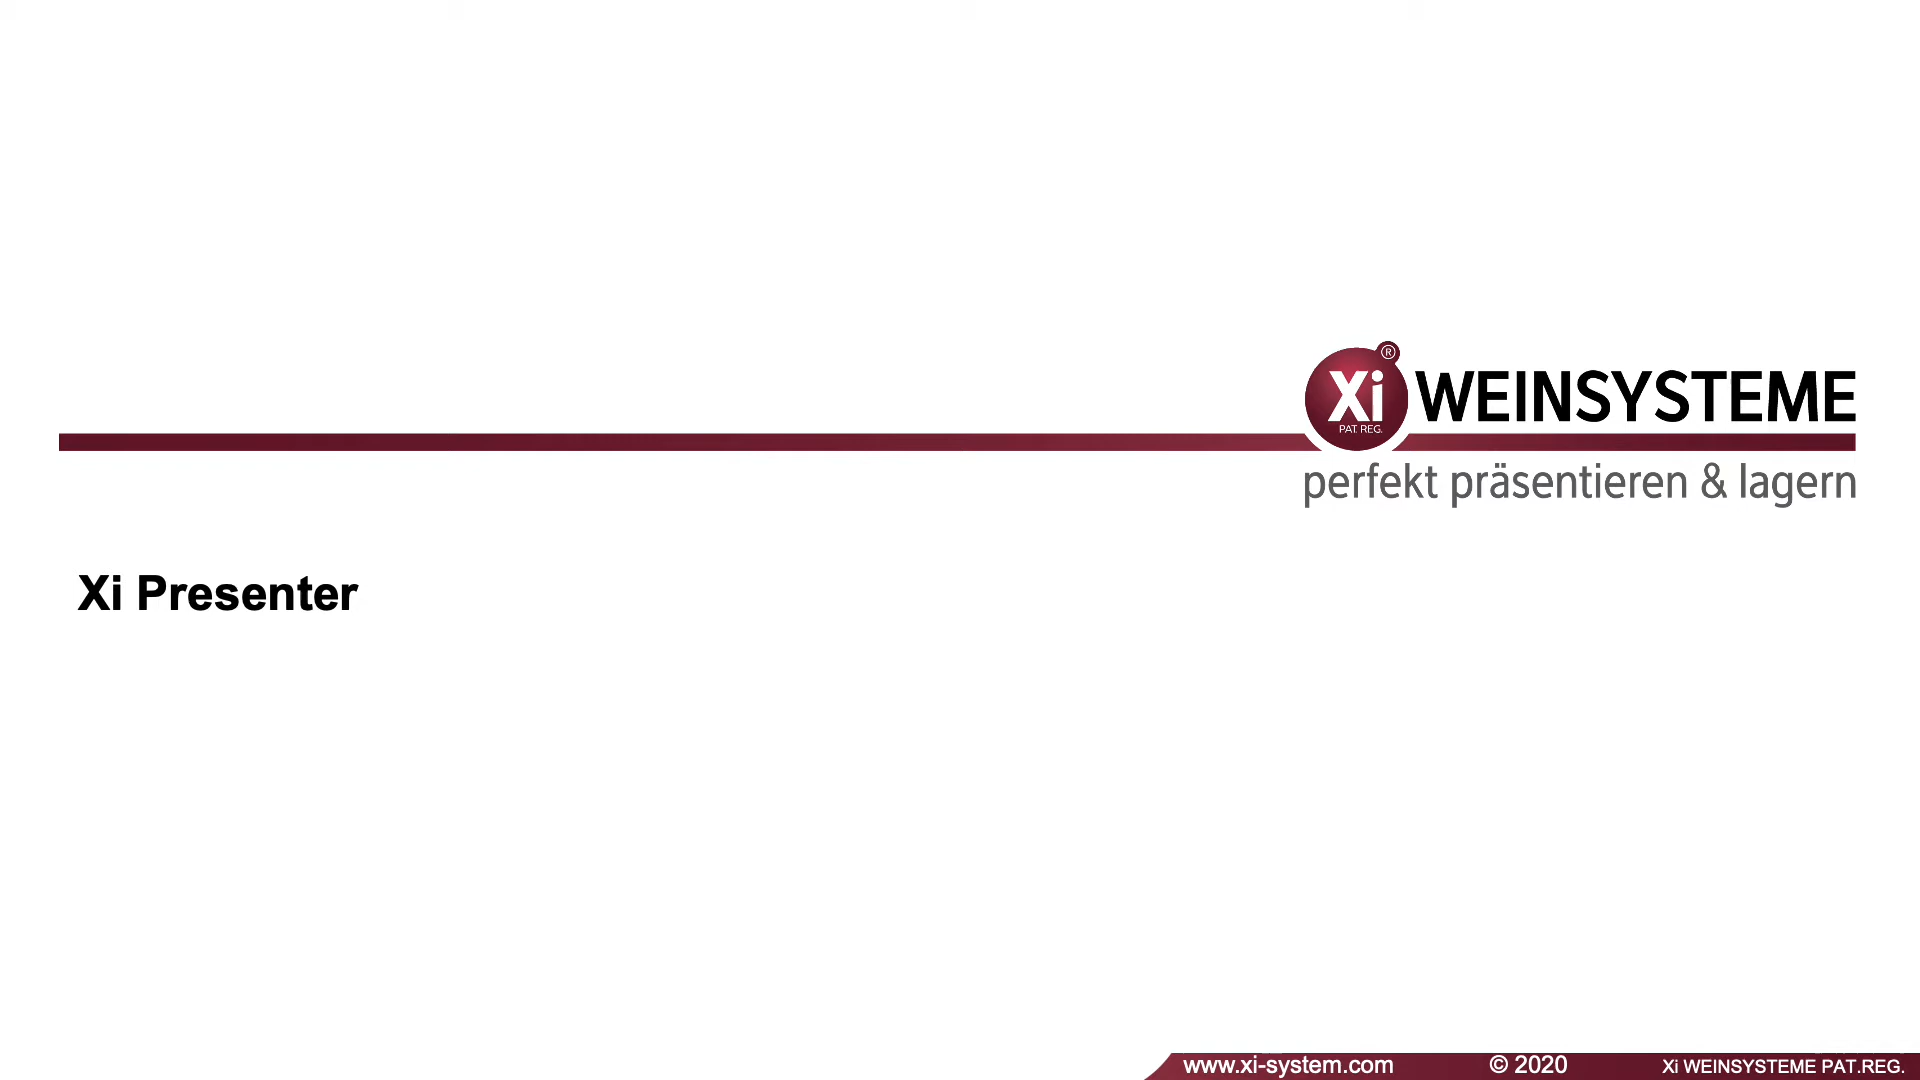 Xi ® WEINSYSTEME
PAT. REG.
perfekt präsentieren & lagern
Xi Presenter
www.xi-system.com © 2020 Xi WEINSYSTEME PAT.REG.